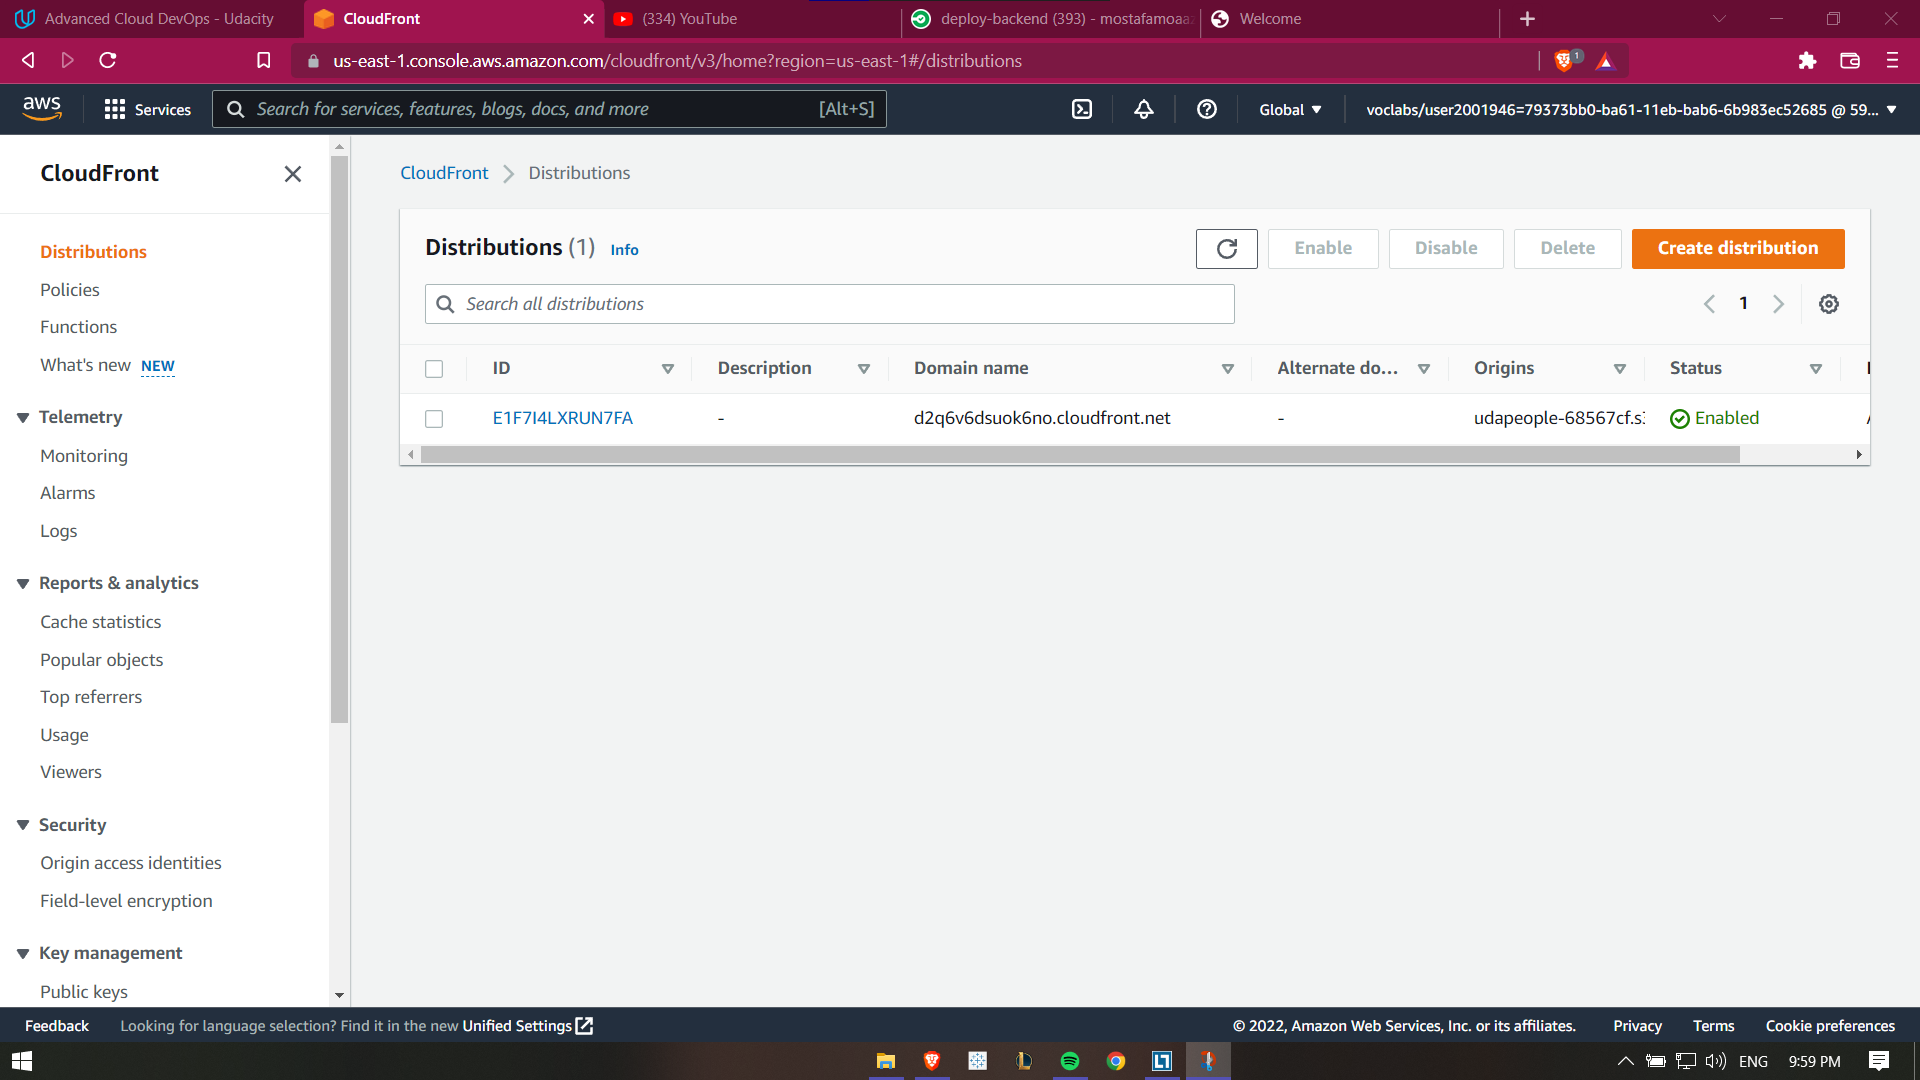 Advanced Cloud DevOps - Udacity
CloudFront
(334) YouTube
deploy-backend (393) - mostafamoaaz
Welcome
us-east-1.console.aws.amazon.com/cloudfront/v3/home?region=us-east-1#/distributions
1
aws
Services
Search for services, features, blogs, docs, and more
[Alt+S]
Global
voclabs/user2001946=79373bb0-ba61-11eb-bab6-6b983ec52685 @ 59...
CloudFront
Distributions
Policies
Functions
What's new NEW
Telemetry
Monitoring
Alarms
Logs
Reports & analytics
Cache statistics
Popular objects
Top referrers
Usage
Viewers
Security
Origin access identities
Field-level encryption
Key management
Public keys
CloudFront
Distributions
Distributions (1) Info
Enable
Disable
Delete
Create distribution
Search all distributions
1
ID
Description
Domain name
Alternate do...
Origins
Status
E1F7I4LXRUN7FA
-
d2q6v6dsuok6no.cloudfront.net
-
udapeople-68567cf.s3
Enabled
Feedback
Looking for language selection? Find it in the new Unified Settings
© 2022, Amazon Web Services, Inc. or its affiliates.
Privacy
Terms
Cookie preferences
ENG
9:59 PM